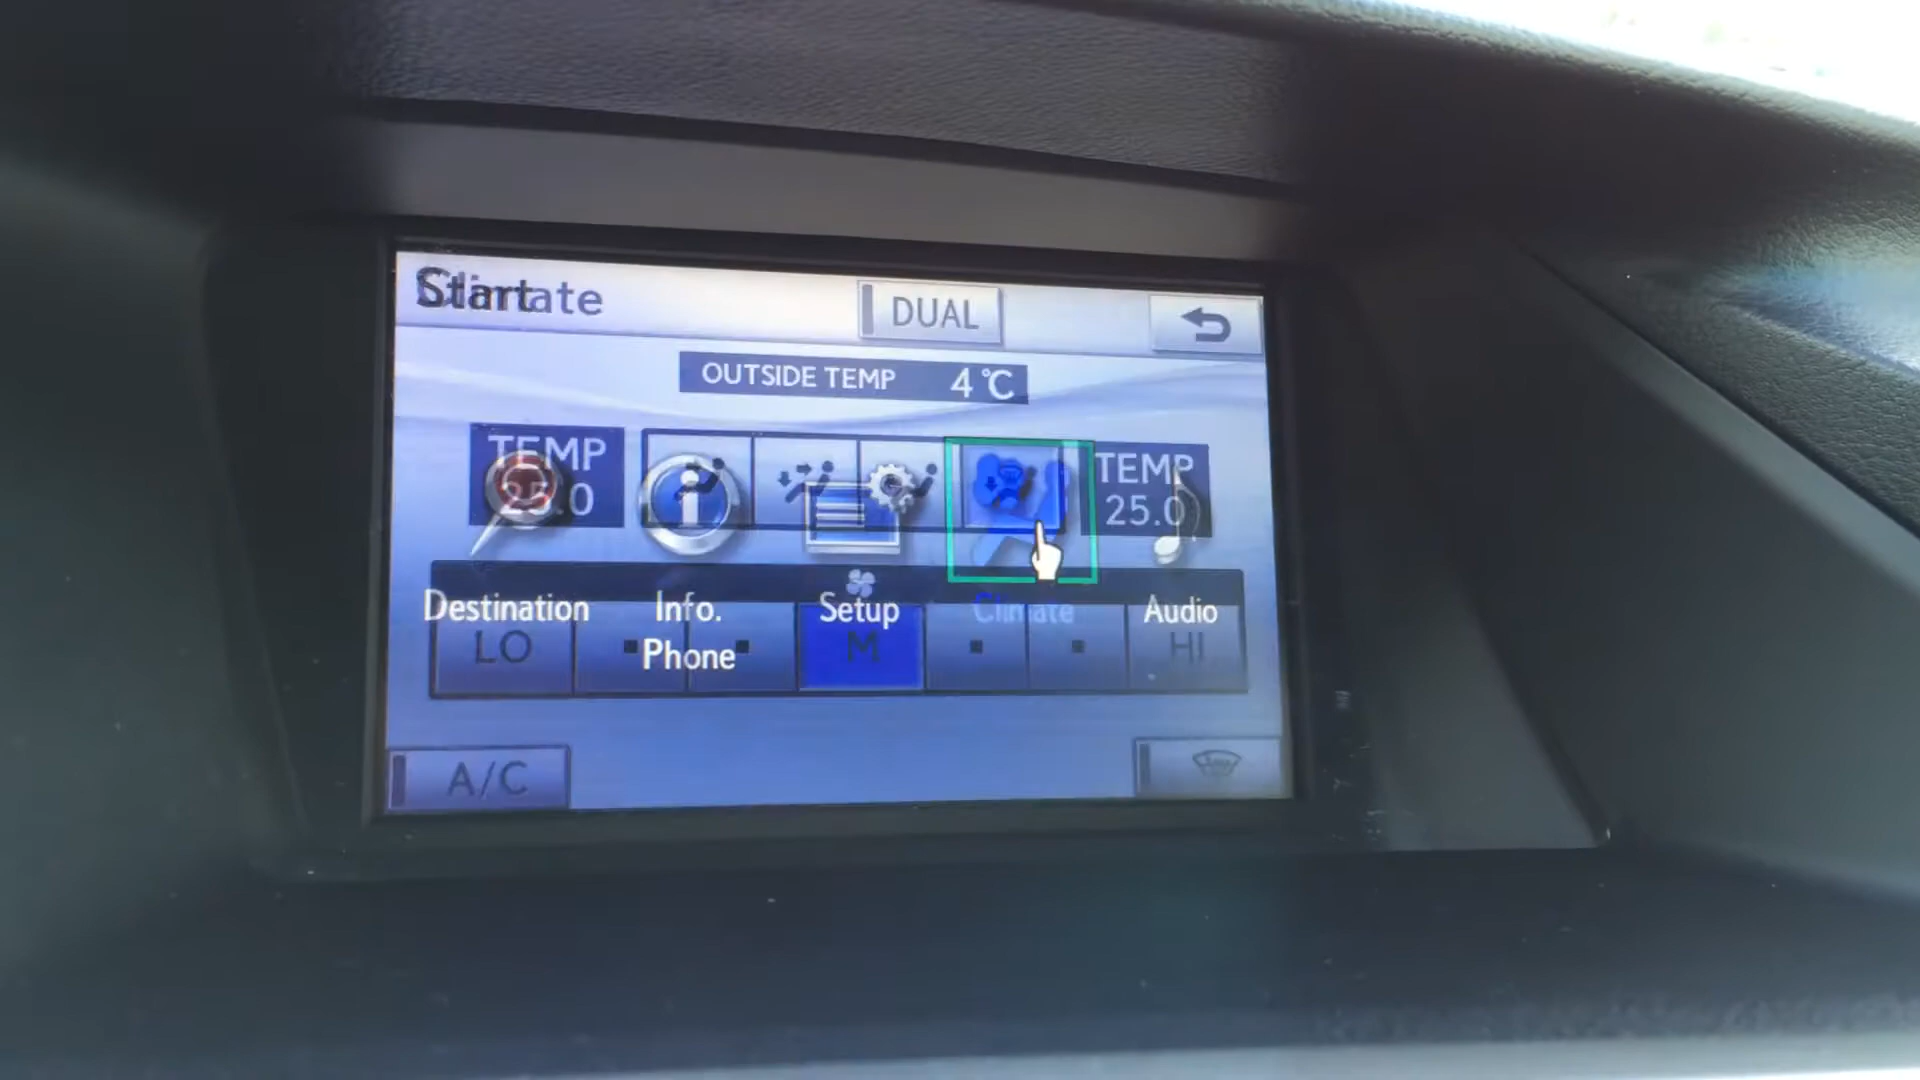 Start
Climate
DUAL
OUTSIDE TEMP 4°C
TEMP
25.0
TEMP
25.0
Destination
Info.
Phone
Setup
Climate
Audio
LO
M
HI
A/C